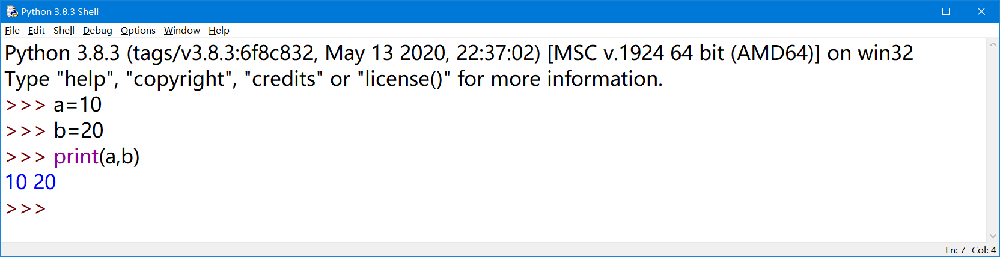 Python 3.8.3 Shell
File Edit Shell Debug Options Window Help
Python 3.8.3 (tags/v3.8.3:6f8c832, May 13 2020, 22:37:02) [MSC v.1924 64 bit (AMD64)] on win32
Type "help", "copyright", "credits" or "license()" for more information.
>>> a=10
>>> b=20
>>> print(a,b)
10 20
>>>
Ln: 7 Col: 4